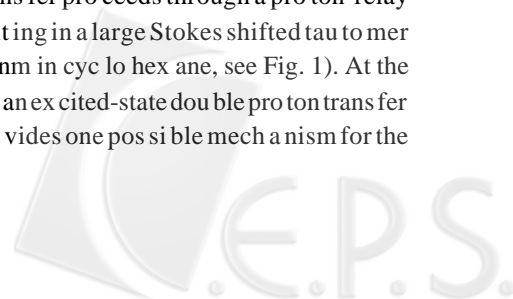 fer pro ceeds through a pro ton-relay
ing in a large Stokes shifted tau to mer
nm in cyc lo hex ane, see Fig. 1). At the
an ex cited-state dou ble pro ton trans fer
vides one pos si ble mech a nism for the
C.E.P.S.